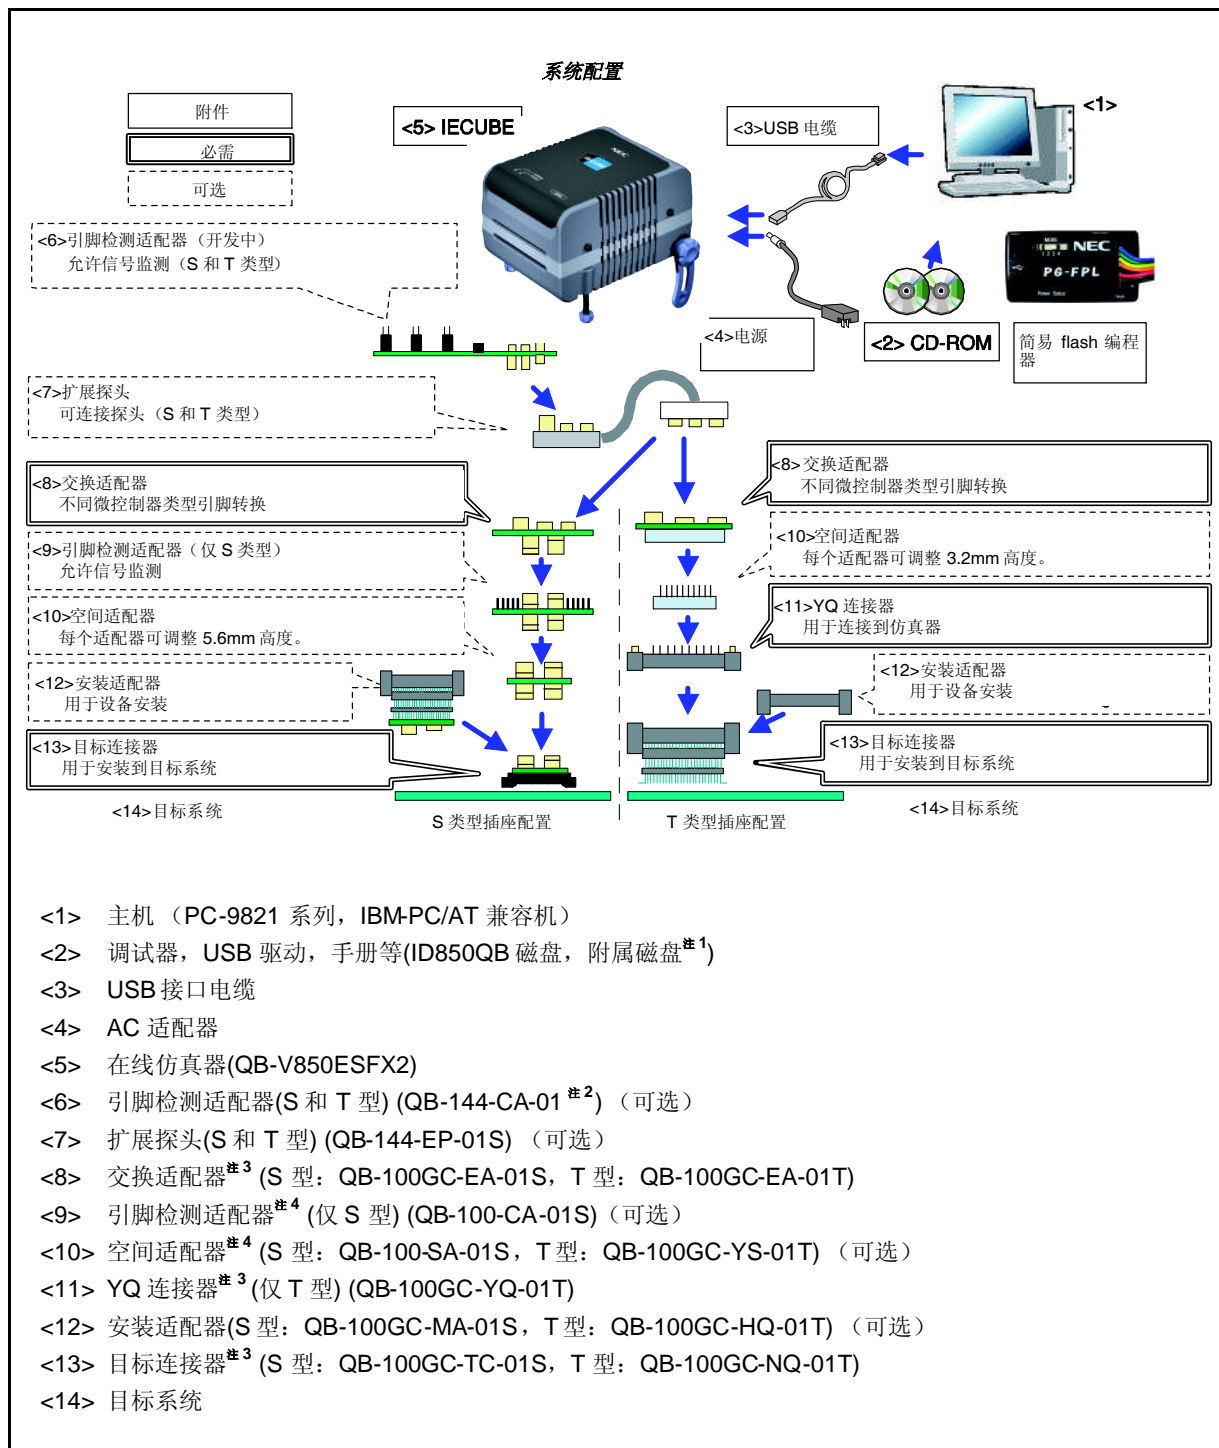 系统配置
附件
必需
可选
<5> IECUBE
NEC
<3>USB 电缆
<1>
<6>引脚检测适配器（开发中）
允许信号监测（S 和 T 类型）
NEC
PG-FPL
<4>电源
<2> CD-ROM
简易 flash 编程
器
<7>扩展探头
可连接探头（S 和 T 类型）
<8>交换适配器
不同微控制器类型引脚转换
<8>交换适配器
不同微控制器类型引脚转换
<9>引脚检测适配器（仅 S 类型）
允许信号监测
<10>空间适配器
每个适配器可调整 3.2mm 高度。
<10>空间适配器
每个适配器可调整 5.6mm 高度。
<11>YQ 连接器
用于连接到仿真器
<12>安装适配器
用于设备安装
<12>安装适配器
用于设备安装
<13>目标连接器
用于安装到目标系统
<13>目标连接器
用于安装到目标系统
<14>目标系统
S 类型插座配置
T 类型插座配置
<14>目标系统
<1> 主机 （PC-9821 系列，IBM-PC/AT 兼容机）
<2> 调试器，USB 驱动，手册等(ID850QB 磁盘，附属磁盘注 1)
<3> USB 接口电缆
<4> AC 适配器
<5> 在线仿真器(QB-V850ESFX2)
<6> 引脚检测适配器(S 和 T 型) (QB-144-CA-01 注 2) （可选）
<7> 扩展探头(S 和 T 型) (QB-144-EP-01S) （可选）
<8> 交换适配器注 3 (S 型：QB-100GC-EA-01S，T 型：QB-100GC-EA-01T)
<9> 引脚检测适配器注 4 (仅 S 型) (QB-100-CA-01S)（可选）
<10> 空间适配器注 4 (S 型：QB-100-SA-01S，T 型：QB-100GC-YS-01T) （可选）
<11> YQ 连接器注 3 (仅 T 型) (QB-100GC-YQ-01T)
<12> 安装适配器(S 型：QB-100GC-MA-01S，T 型：QB-100GC-HQ-01T) （可选）
<13> 目标连接器注 3 (S 型：QB-100GC-TC-01S，T 型：QB-100GC-NQ-01T)
<14> 目标系统